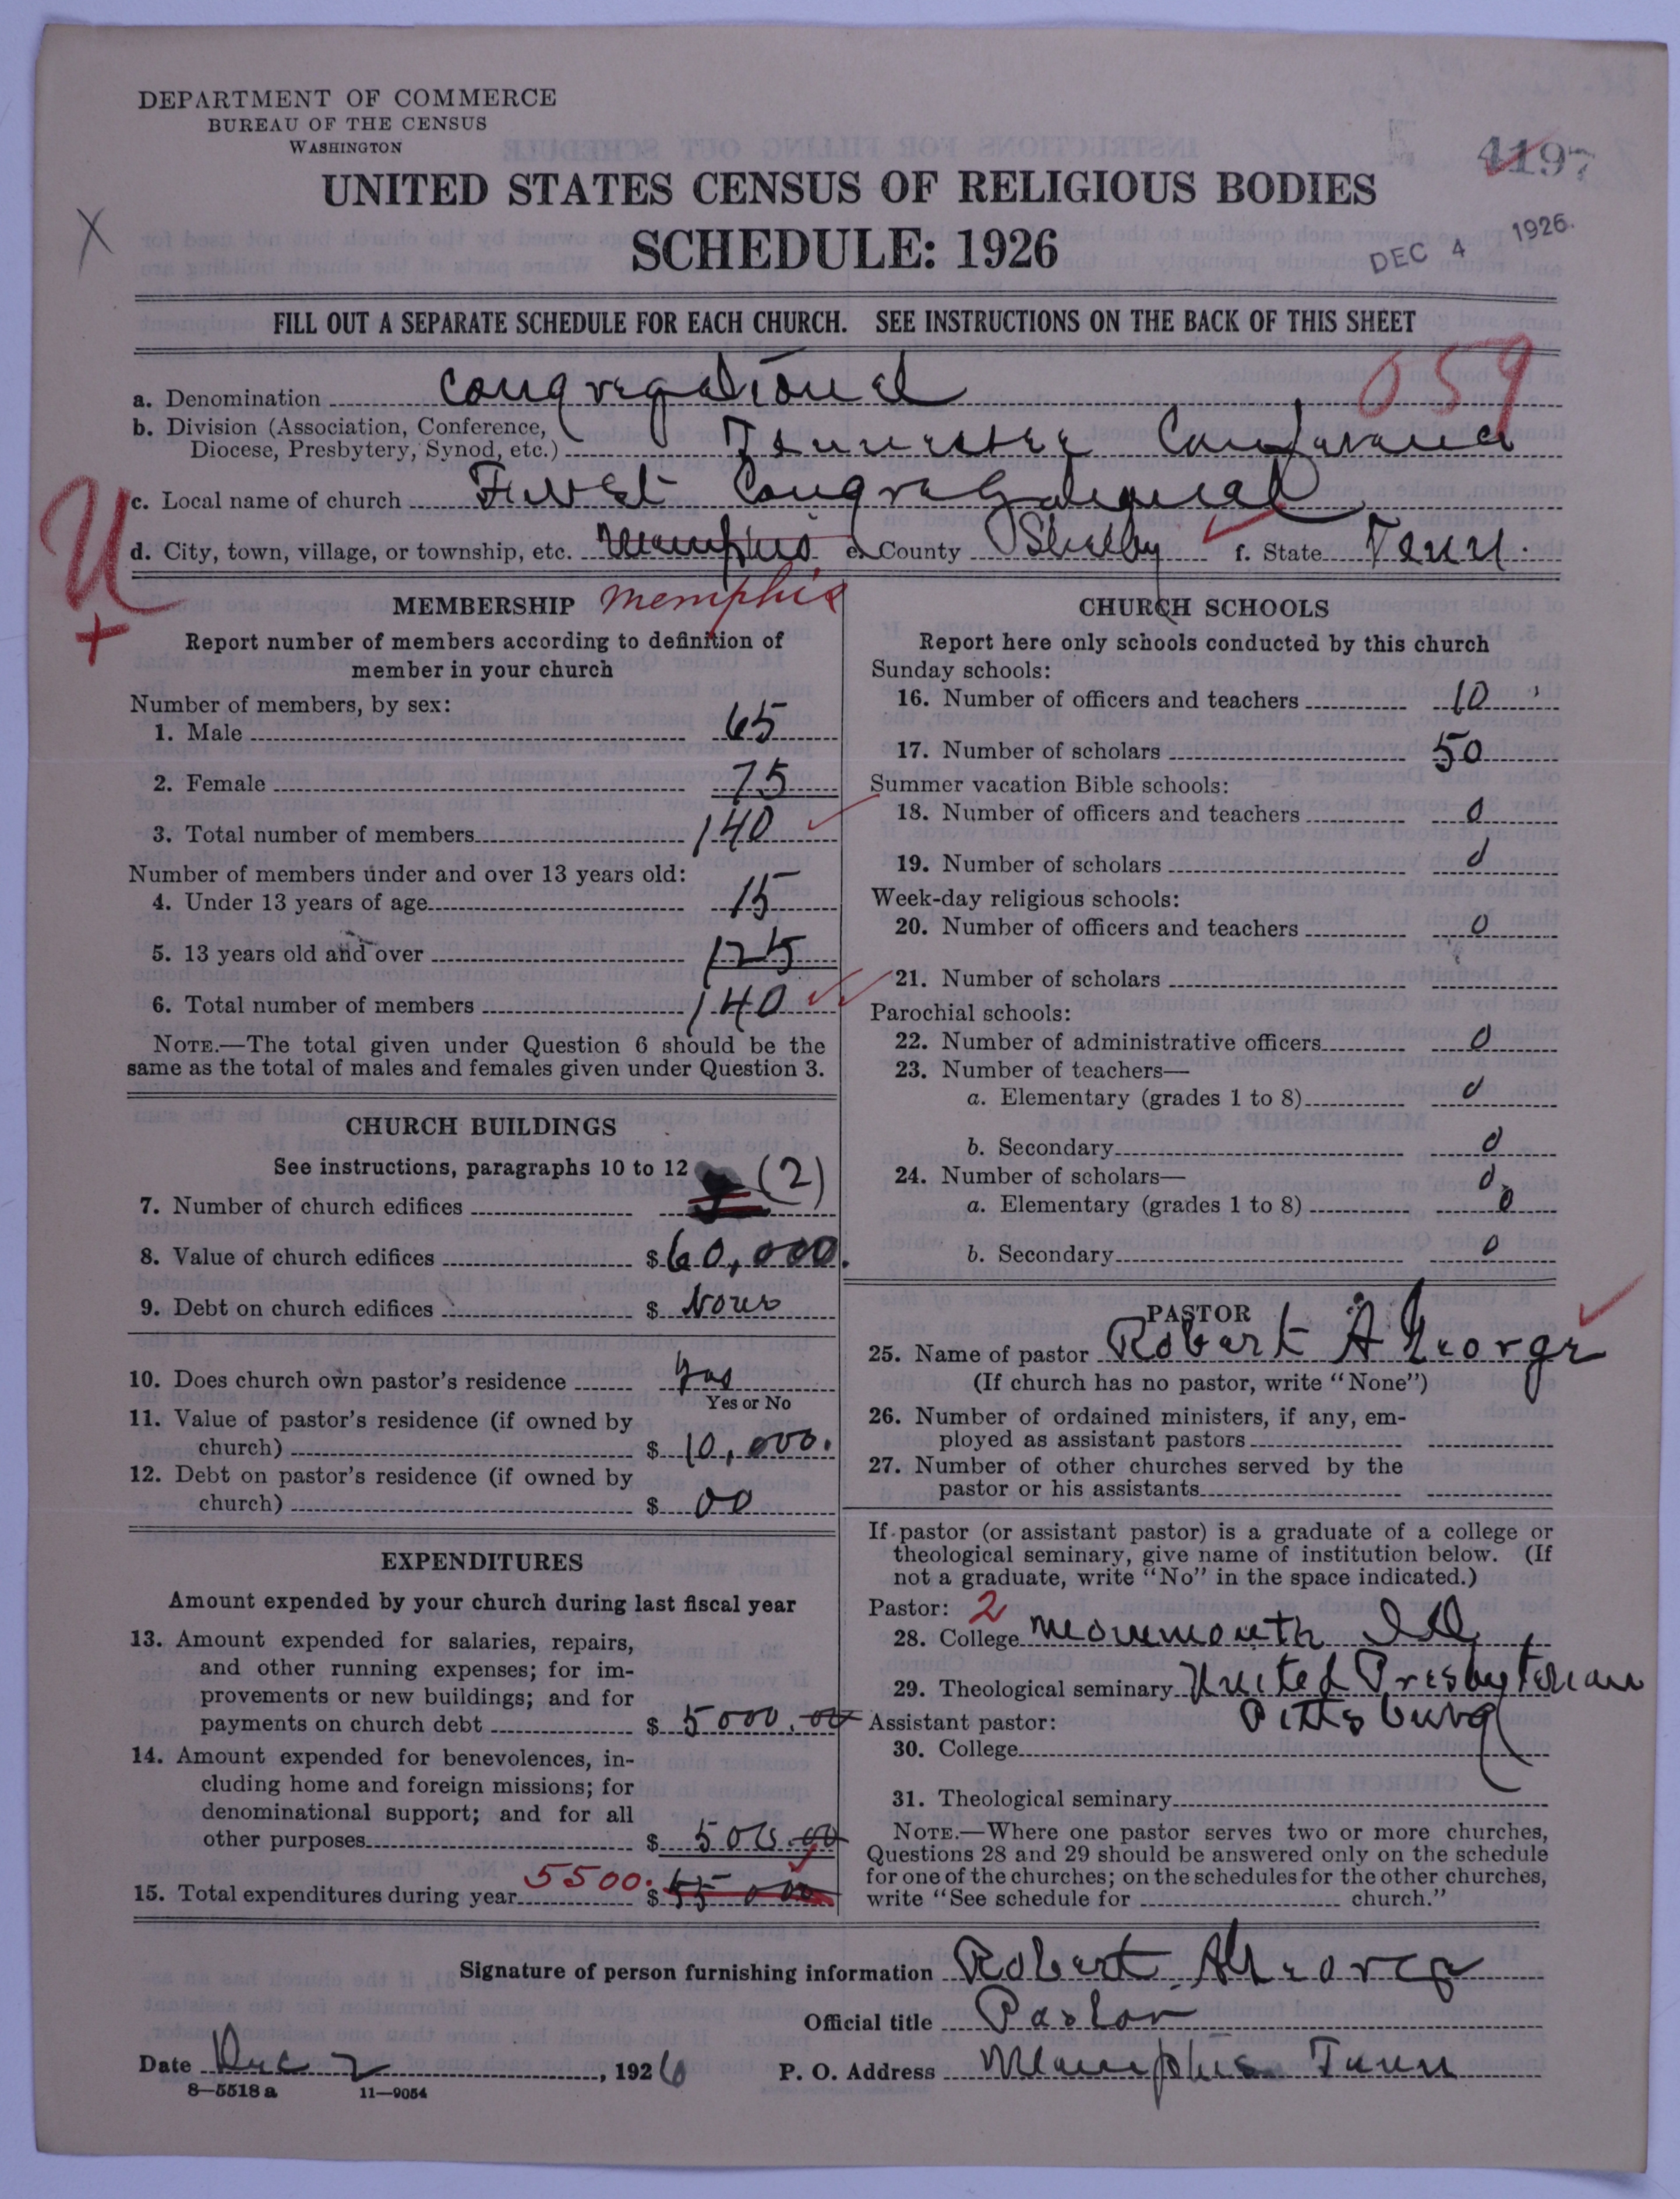 DEPARTMENT OF COMMERCE
BUREAU OF THE CENSUS
WASHINGTON
4197
UNITED STATES CENSUS OF RELIGIOUS BODIES
SCHEDULE: 1926
DEC 4 1926.
X
FILL OUT A SEPARATE SCHEDULE FOR EACH CHURCH. SEE INSTRUCTIONS ON THE BACK OF THIS SHEET
059
a. Denomination Congregational
b. Division (Association, Conference,
Diocese, Presbytery, Synod, etc.) Tennessee Conference
c. Local name of church First Congregational
d. City, town, village, or township, etc. Memphis e. County Shelby f. State Tenn.
U
+
MEMBERSHIP Memphis
Report number of members according to definition of
member in your church
Number of members, by sex:
1. Male 65
2. Female 75
3. Total number of members 140
Number of members under and over 13 years old:
4. Under 13 years of age 15
5. 13 years old and over 125
6. Total number of members 140
NOTE.—The total given under Question 6 should be the
same as the total of males and females given under Question 3.
CHURCH BUILDINGS
See instructions, paragraphs 10 to 12
7. Number of church edifices (2)
8. Value of church edifices $ 60,000.
9. Debt on church edifices $ None
10. Does church own pastor's residence Yes
Yes or No
11. Value of pastor's residence (if owned by
church) $ 10,000.
12. Debt on pastor's residence (if owned by
church) $ 00
EXPENDITURES
Amount expended by your church during last fiscal year
13. Amount expended for salaries, repairs,
and other running expenses; for im-
provements or new buildings; and for
payments on church debt $ 5000.00
14. Amount expended for benevolences, in-
cluding home and foreign missions; for
denominational support; and for all
other purposes $ 500.00
15. Total expenditures during year 5500. $ 55 000
CHURCH SCHOOLS
Report here only schools conducted by this church
Sunday schools:
16. Number of officers and teachers 10
17. Number of scholars 50
Summer vacation Bible schools:
18. Number of officers and teachers 0
19. Number of scholars 0
Week-day religious schools:
20. Number of officers and teachers 0
21. Number of scholars
Parochial schools:
22. Number of administrative officers 0
23. Number of teachers—
a. Elementary (grades 1 to 8) 0
b. Secondary 0
24. Number of scholars— 0
a. Elementary (grades 1 to 8) 0
b. Secondary 0
PASTOR
25. Name of pastor Robert A George
(If church has no pastor, write "None")
26. Number of ordained ministers, if any, em-
ployed as assistant pastors
27. Number of other churches served by the
pastor or his assistants
If pastor (or assistant pastor) is a graduate of a college or
theological seminary, give name of institution below. (If
not a graduate, write "No" in the space indicated.)
Pastor: 2
28. College Monmouth Ill
29. Theological seminary United Presbyterian
Assistant pastor: Pittsburg
30. College
31. Theological seminary
NOTE.—Where one pastor serves two or more churches,
Questions 28 and 29 should be answered only on the schedule
for one of the churches; on the schedules for the other churches,
write "See schedule for church."
Signature of person furnishing information Robert A George
Official title Pastor
Date Dec 2, 1926 P. O. Address Memphis Tenn
8—5518 a 11—9054